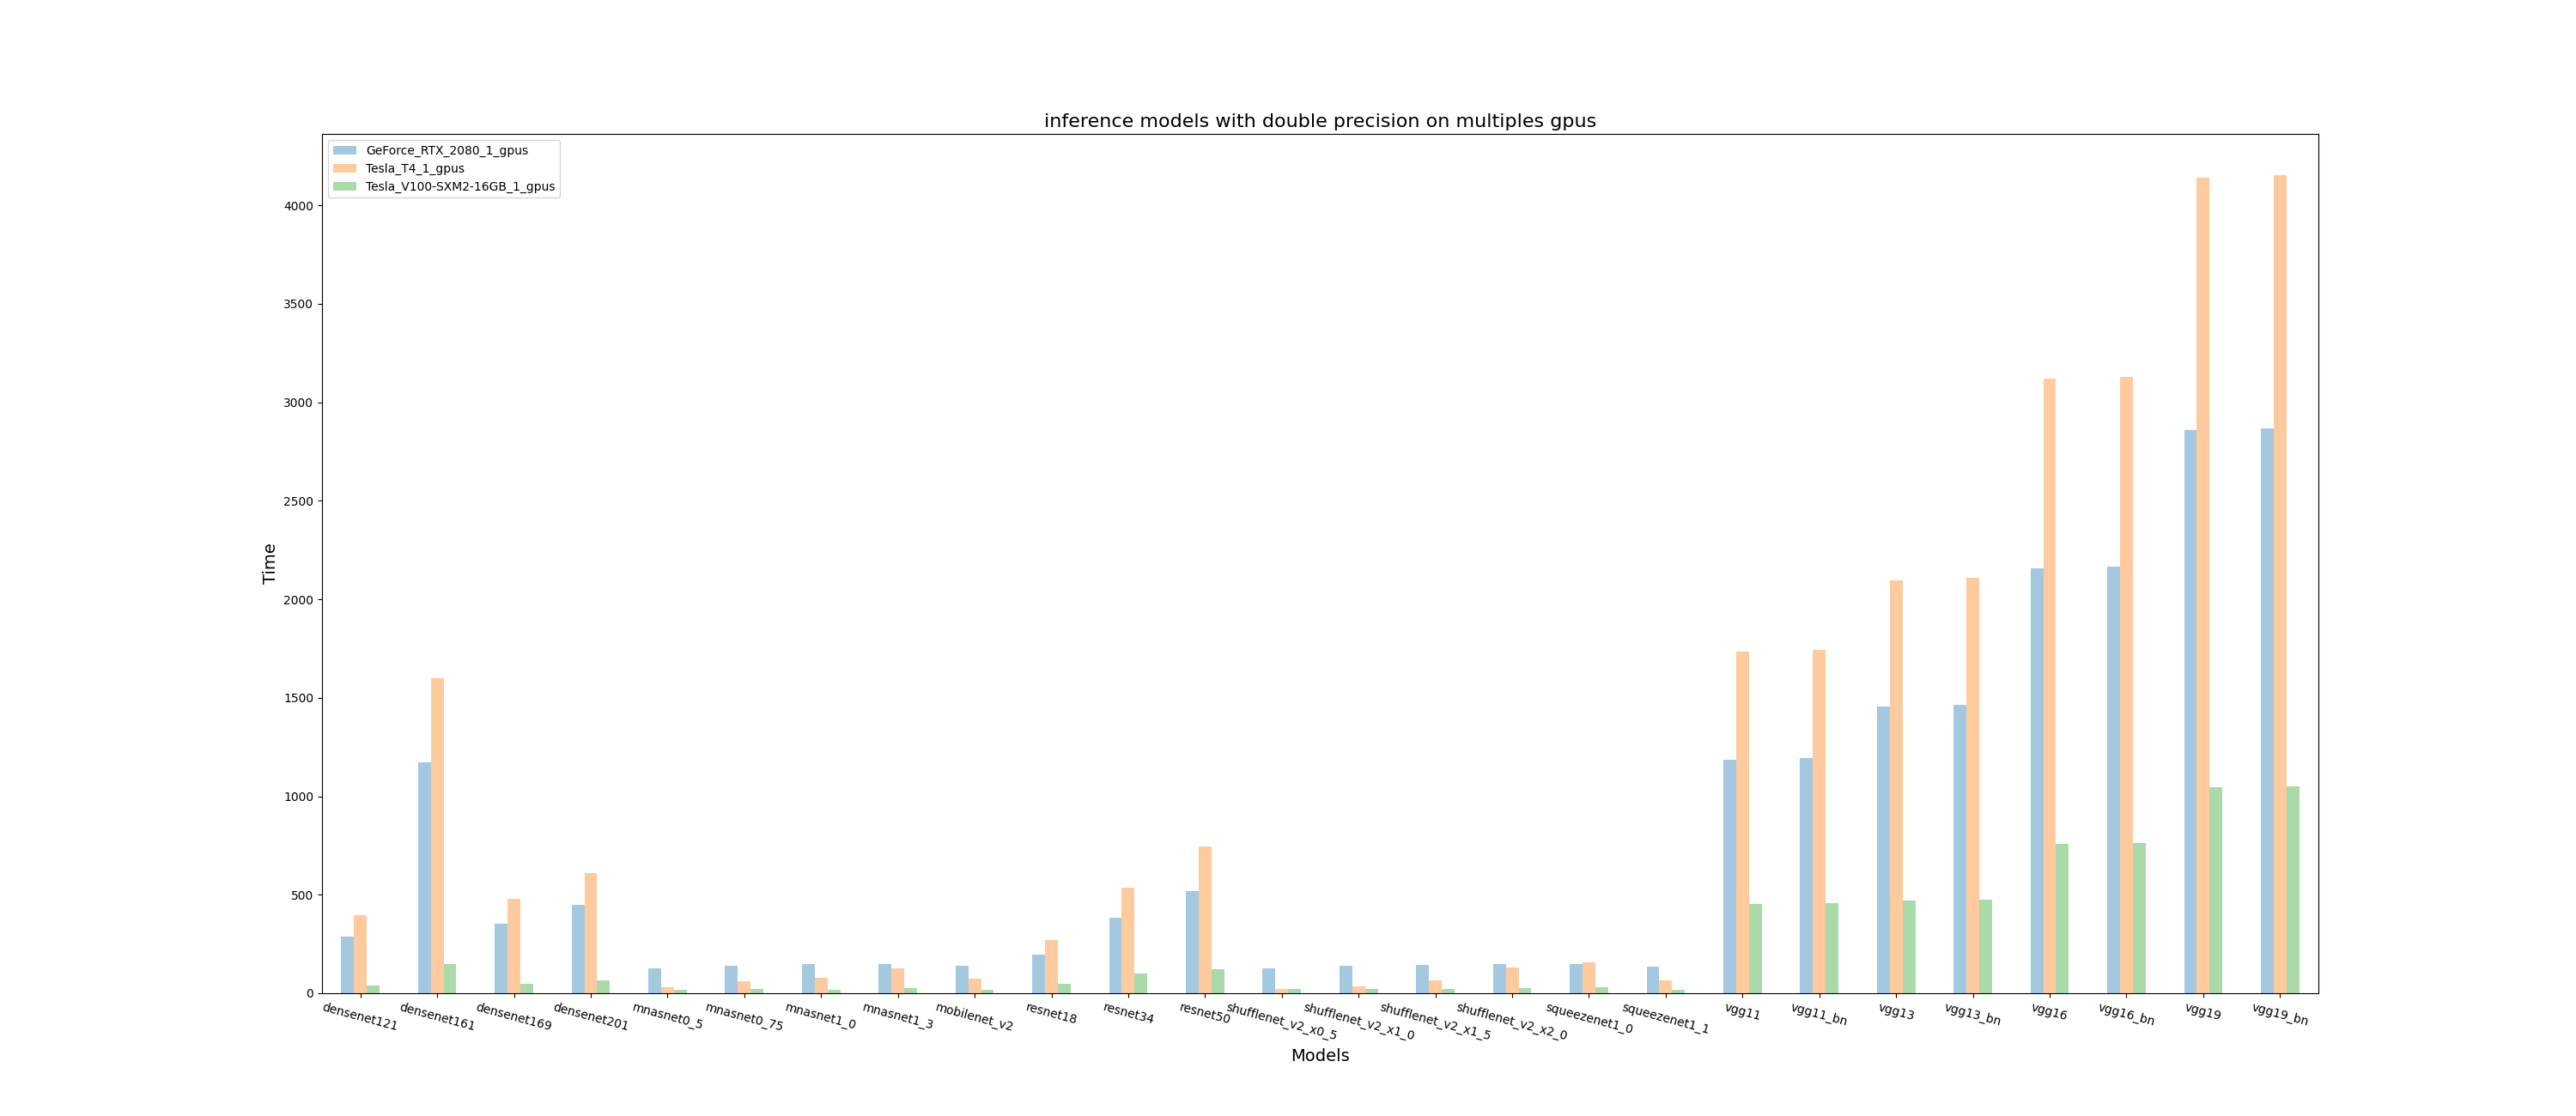 inference models with double precision on multiples gpus
GeForce_RTX_2080_1_gpus
Tesla_T4_1_gpus
Tesla_V100-SXM2-16GB_1_gpus
4000
3500
3000
2500
2000
1500
1000
500
0
Time
densenet121
densenet161
densenet169
densenet201
mnasnet0_5
mnasnet0_75
mnasnet1_0
mnasnet1_3
mobilenet_v2
resnet18
resnet34
resnet50
shufflenet_v2_x0_5
shufflenet_v2_x1_0
shufflenet_v2_x1_5
shufflenet_v2_x2_0
squeezenet1_0
squeezenet1_1
vgg11
vgg11_bn
vgg13
vgg13_bn
vgg16
vgg16_bn
vgg19
vgg19_bn
Models